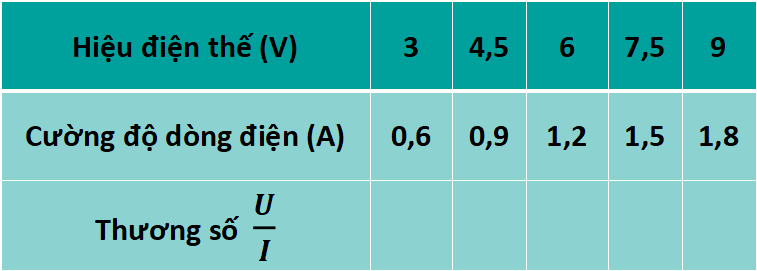 Hiệu điện thế (V) 3 4,5 6 7,5 9
Cường độ dòng điện (A) 0,6 0,9 1,2 1,5 1,8
Thương số U/I